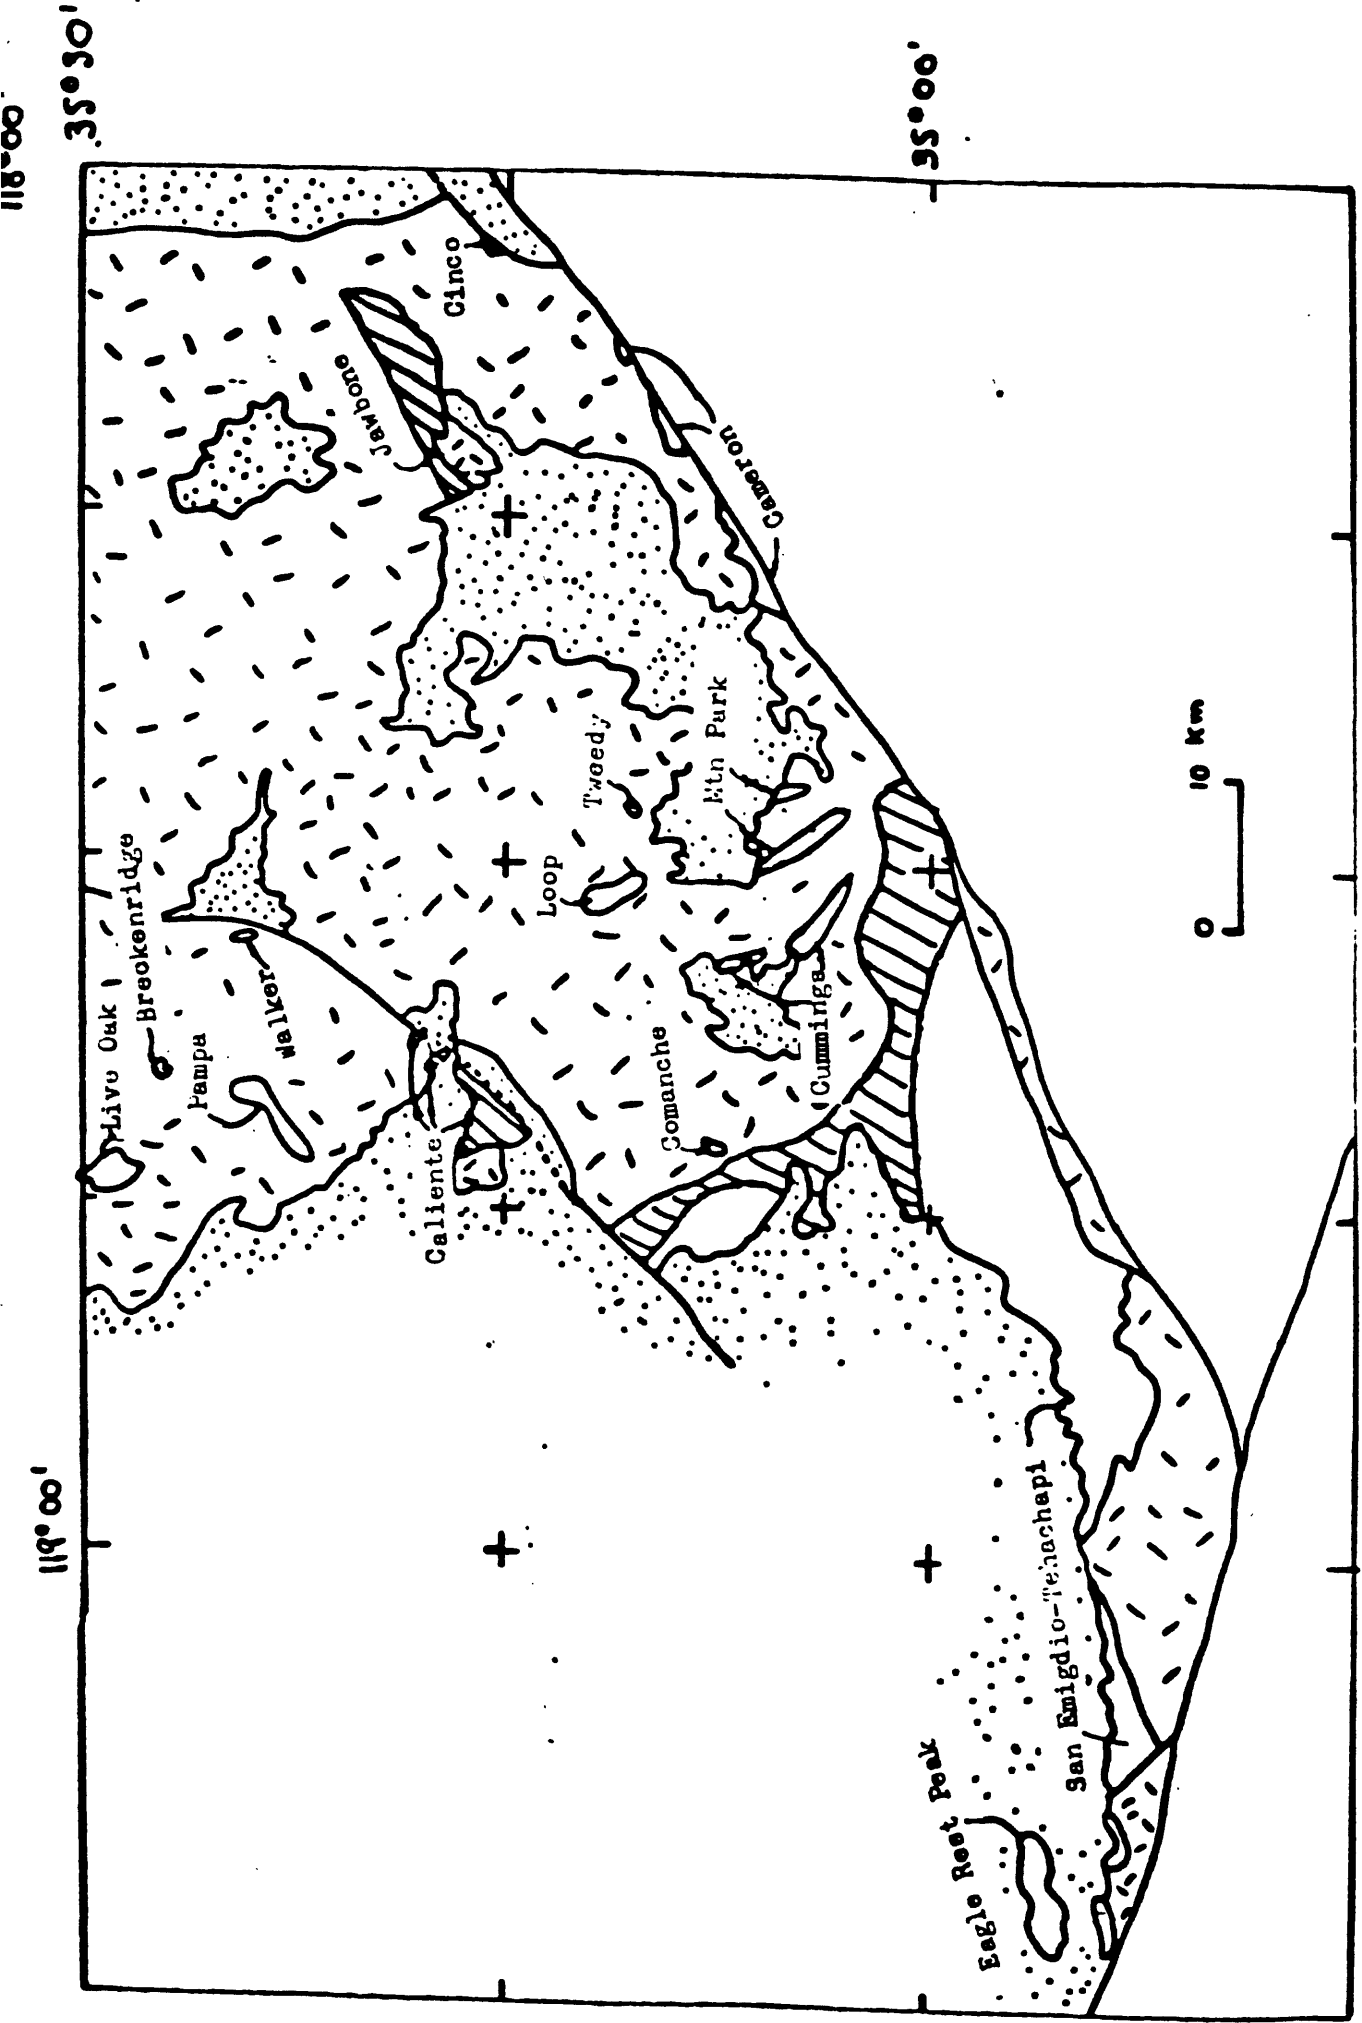 118°00'
35°30'
35°00'
119°00'
Cinco
Jawbone
Cameron
Mtn Park
Tweedy
Loop
Breckenridge
Live Oak
Walker
Pampa
Cummings
Comanche
Caliente
San Emigdio-Tehachapi
Eagle Rest Peak
0 10 Km